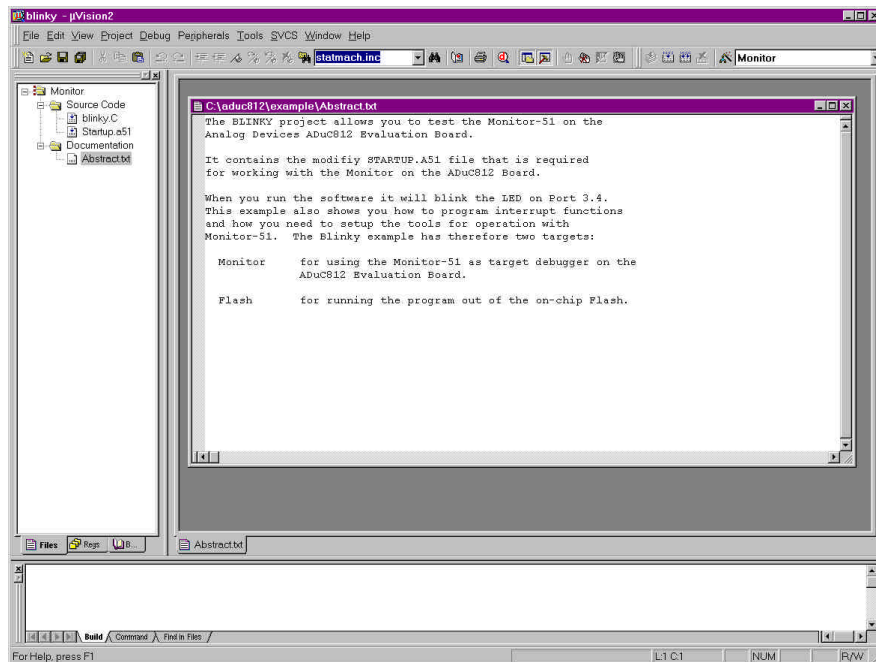 blinky - µVision2
File Edit View Project Debug Peripherals Tools SVCS Window Help
statmach.inc
Monitor
Monitor
Source Code
blinky.C
Startup.a51
Documentation
Abstract.txt
C:\aduc812\example\Abstract.txt
The BLINKY project allows you to test the Monitor-51 on the
Analog Devices ADuC812 Evaluation Board.
It contains the modifiy STARTUP.A51 file that is required
for working with the Monitor on the ADuC812 Board.
When you run the software it will blink the LED on Port 3.4.
This example also shows you how to program interrupt functions
and how you need to setup the tools for operation with
Monitor-51. The Blinky example has therefore two targets:
Monitor for using the Monitor-51 as target debugger on the
ADuC812 Evaluation Board.
Flash for running the program out of the on-chip Flash.
Files Regs B...
Abstract.txt
Build Command Find in Files
For Help, press F1 L:1 C:1 NUM R/W